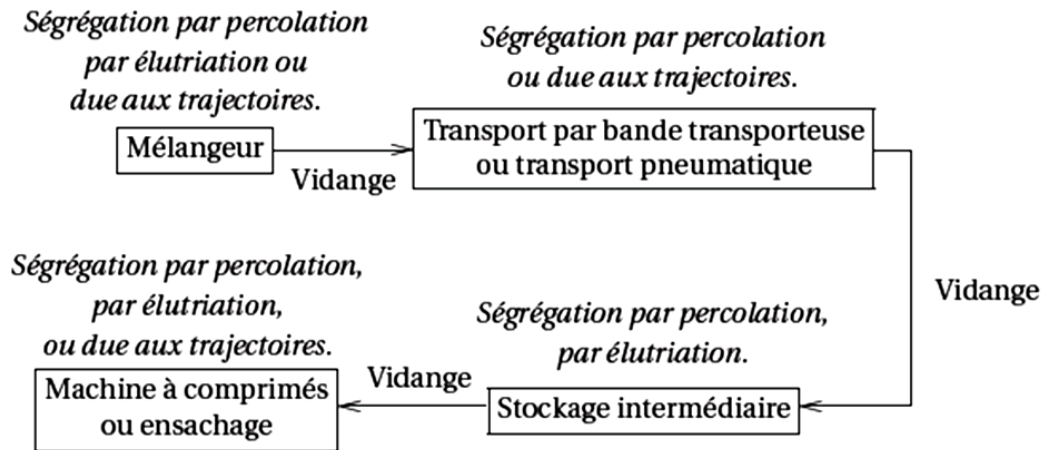 Ségrégation par percolation
par élutriation ou
due aux trajectoires.
Mélangeur
Vidange
Ségrégation par percolation
ou due aux trajectoires.
Transport par bande transporteuse
ou transport pneumatique
Vidange
Ségrégation par percolation,
par élutriation.
Stockage intermédiaire
Vidange
Ségrégation par percolation,
par élutriation,
ou due aux trajectoires.
Machine à comprimés
ou ensachage